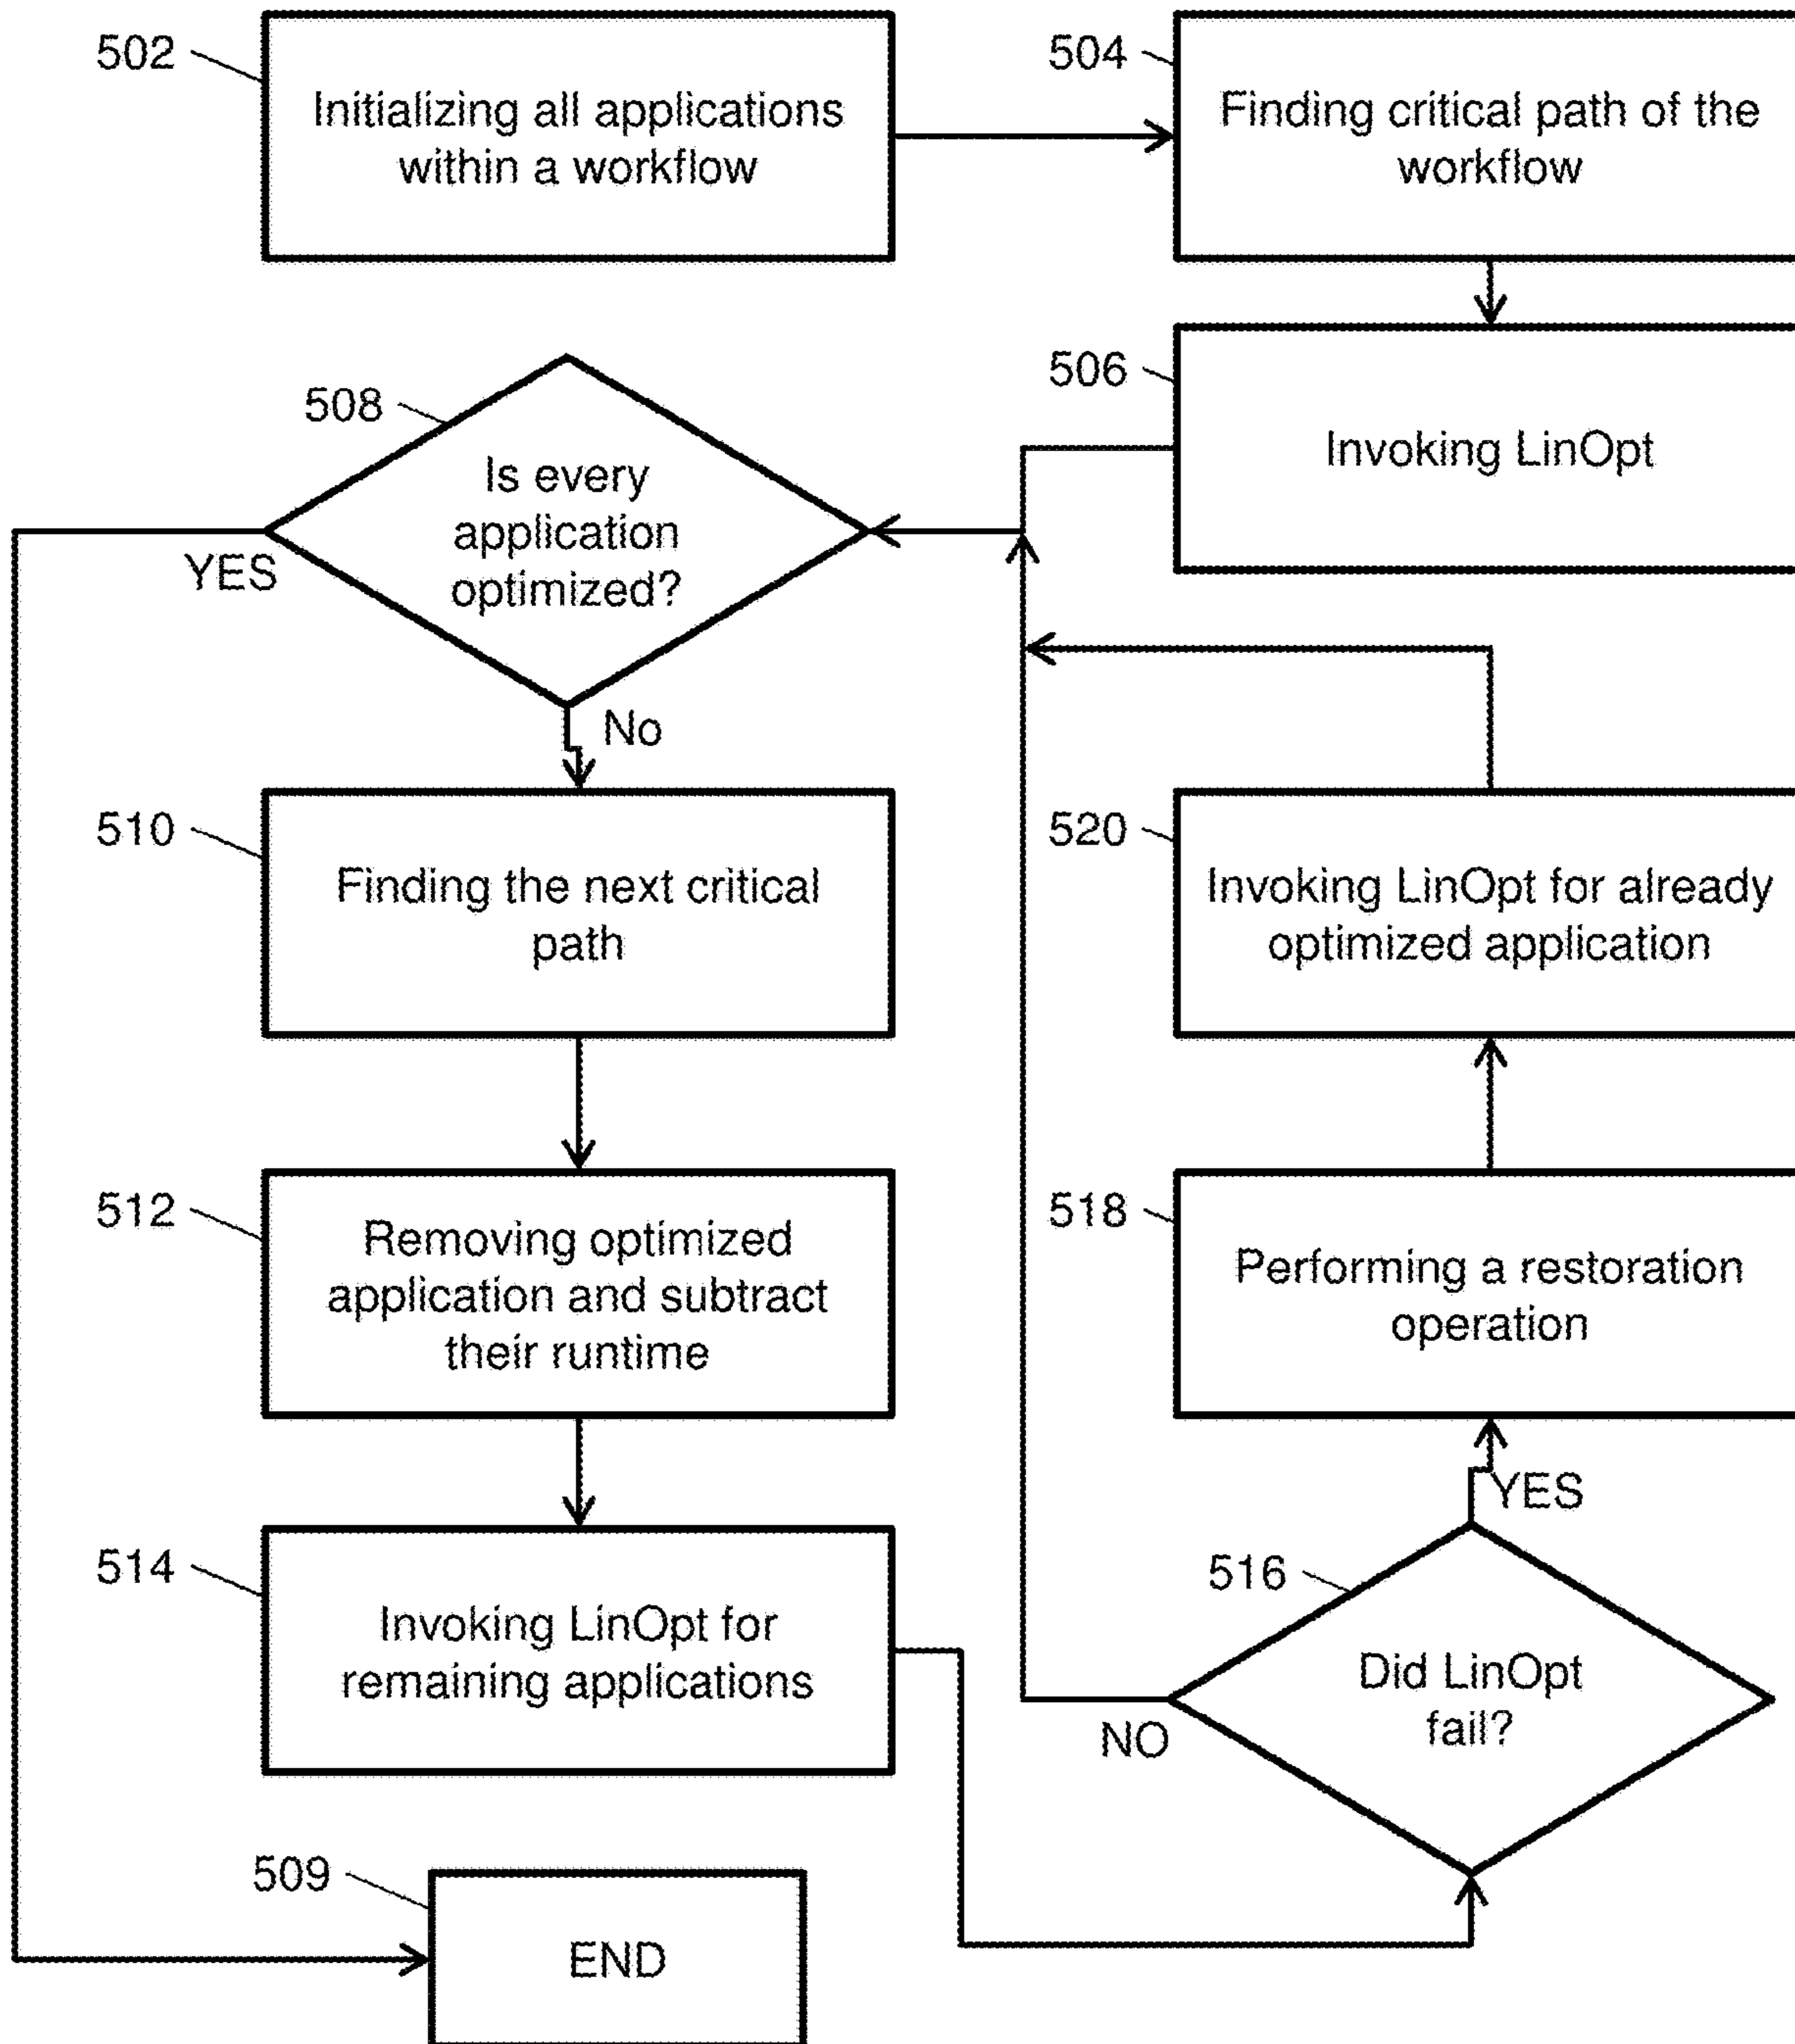 502
Initializing all applications
within a workflow
504
Finding critical path of the
workflow
506
Invoking LinOpt
508
Is every
application
optimized?
YES
No
510
Finding the next critical
path
512
Removing optimized
application and subtract
their runtime
514
Invoking LinOpt for
remaining applications
516
Did LinOpt
fail?
NO
YES
518
Performing a restoration
operation
520
Invoking LinOpt for already
optimized application
509
END